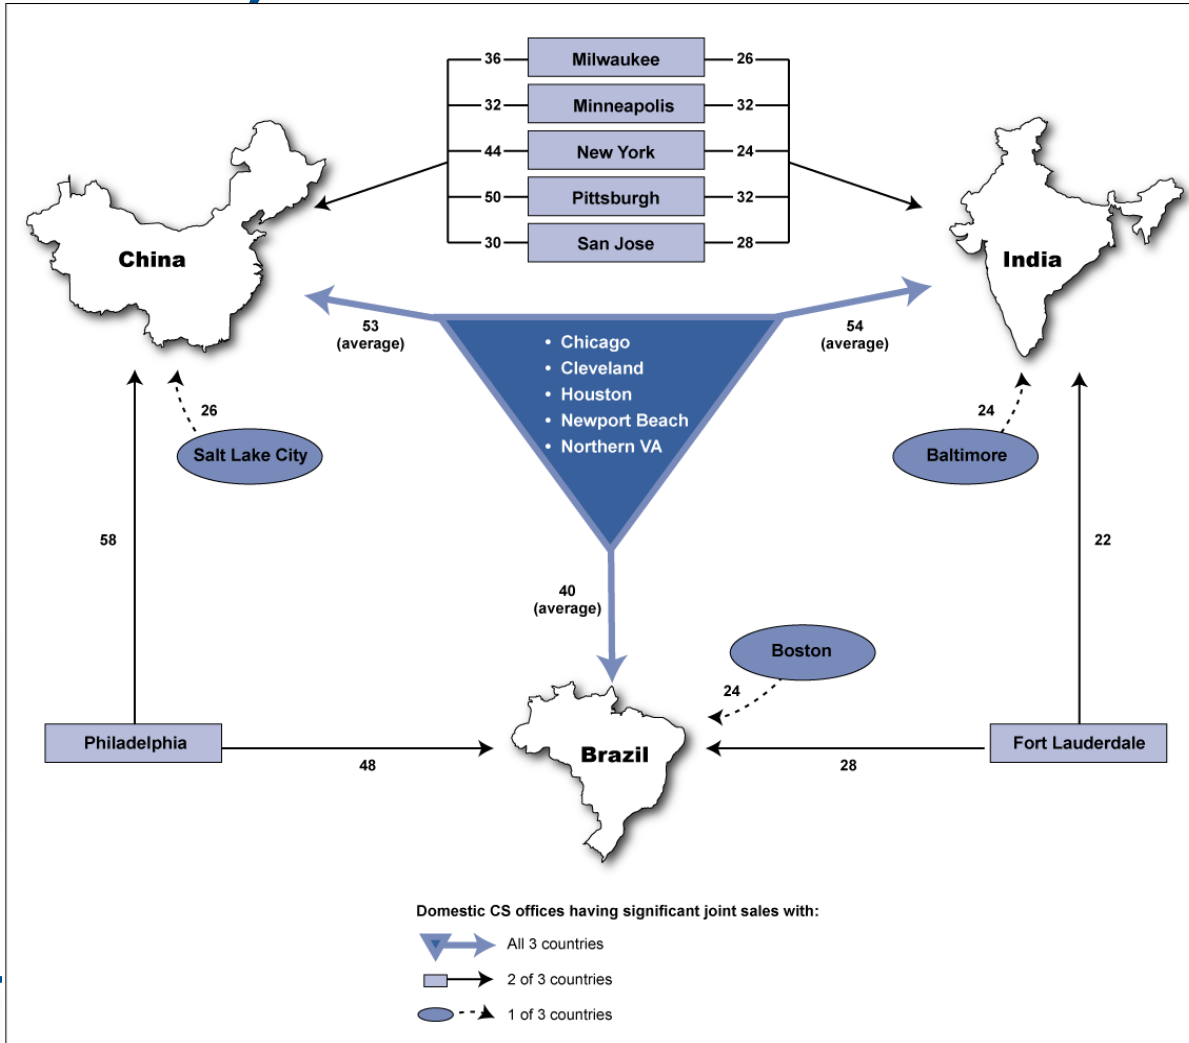 36 Milwaukee 26
32 Minneapolis 32
44 New York 24
50 Pittsburgh 32
30 San Jose 28
China
India
53
(average)
54
(average)
• Chicago
• Cleveland
• Houston
• Newport Beach
• Northern VA
26
Salt Lake City
24
Baltimore
58
22
40
(average)
Boston
24
Philadelphia
Fort Lauderdale
Brazil
48
28
Domestic CS offices having significant joint sales with:
All 3 countries
2 of 3 countries
1 of 3 countries